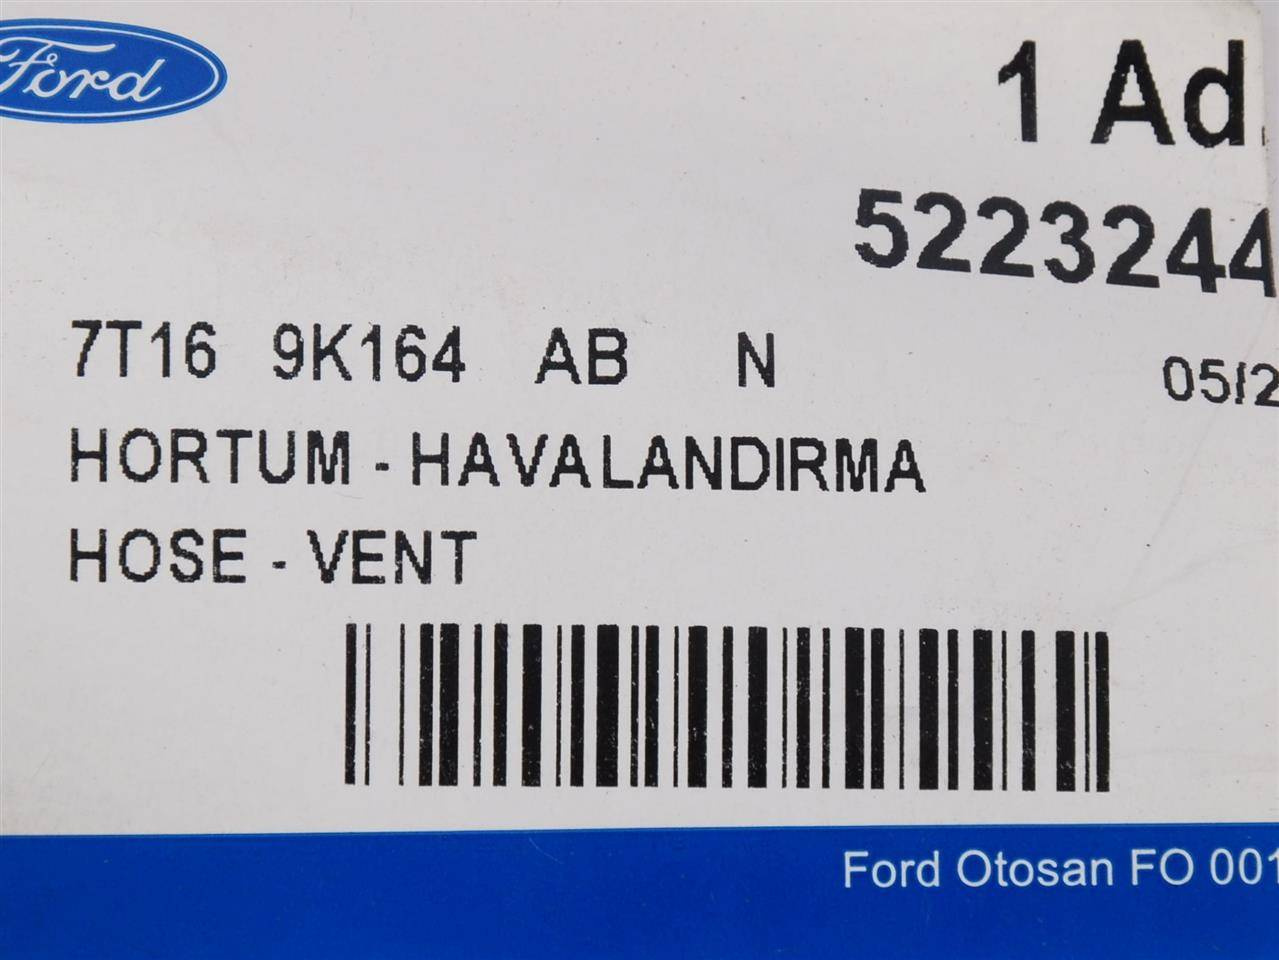 Ford
1 Ad.
5223244
7T16 9K164 AB N
05/2
HORTUM - HAVALANDIRMA
HOSE - VENT
Ford Otosan FO 001